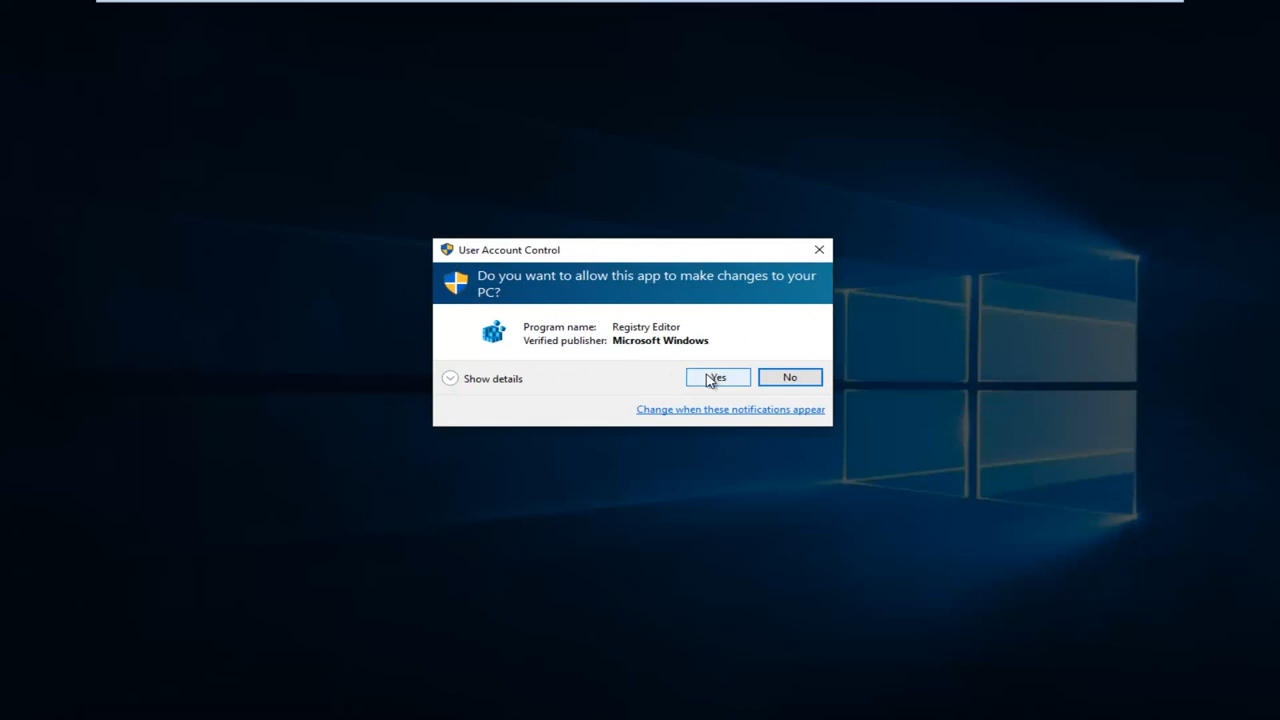 User Account Control
Do you want to allow this app to make changes to your
PC?
Program name: Registry Editor
Verified publisher: Microsoft Windows
Show details
Yes
No
Change when these notifications appear